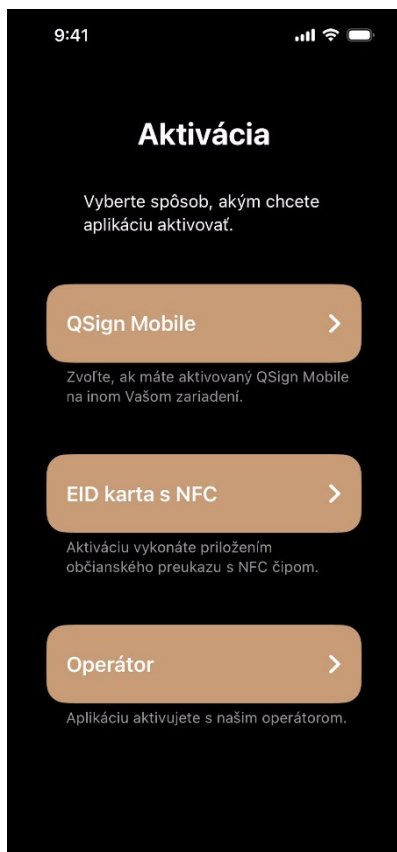 9:41
Aktivácia
Vyberte spôsob, akým chcete
aplikáciu aktivovať.
QSign Mobile
Zvoľte, ak máte aktivovaný QSign Mobile
na inom Vašom zariadení.
EID karta s NFC
Aktiváciu vykonáte priložením
občianského preukazu s NFC čipom.
Operátor
Aplikáciu aktivujete s našim operátorom.